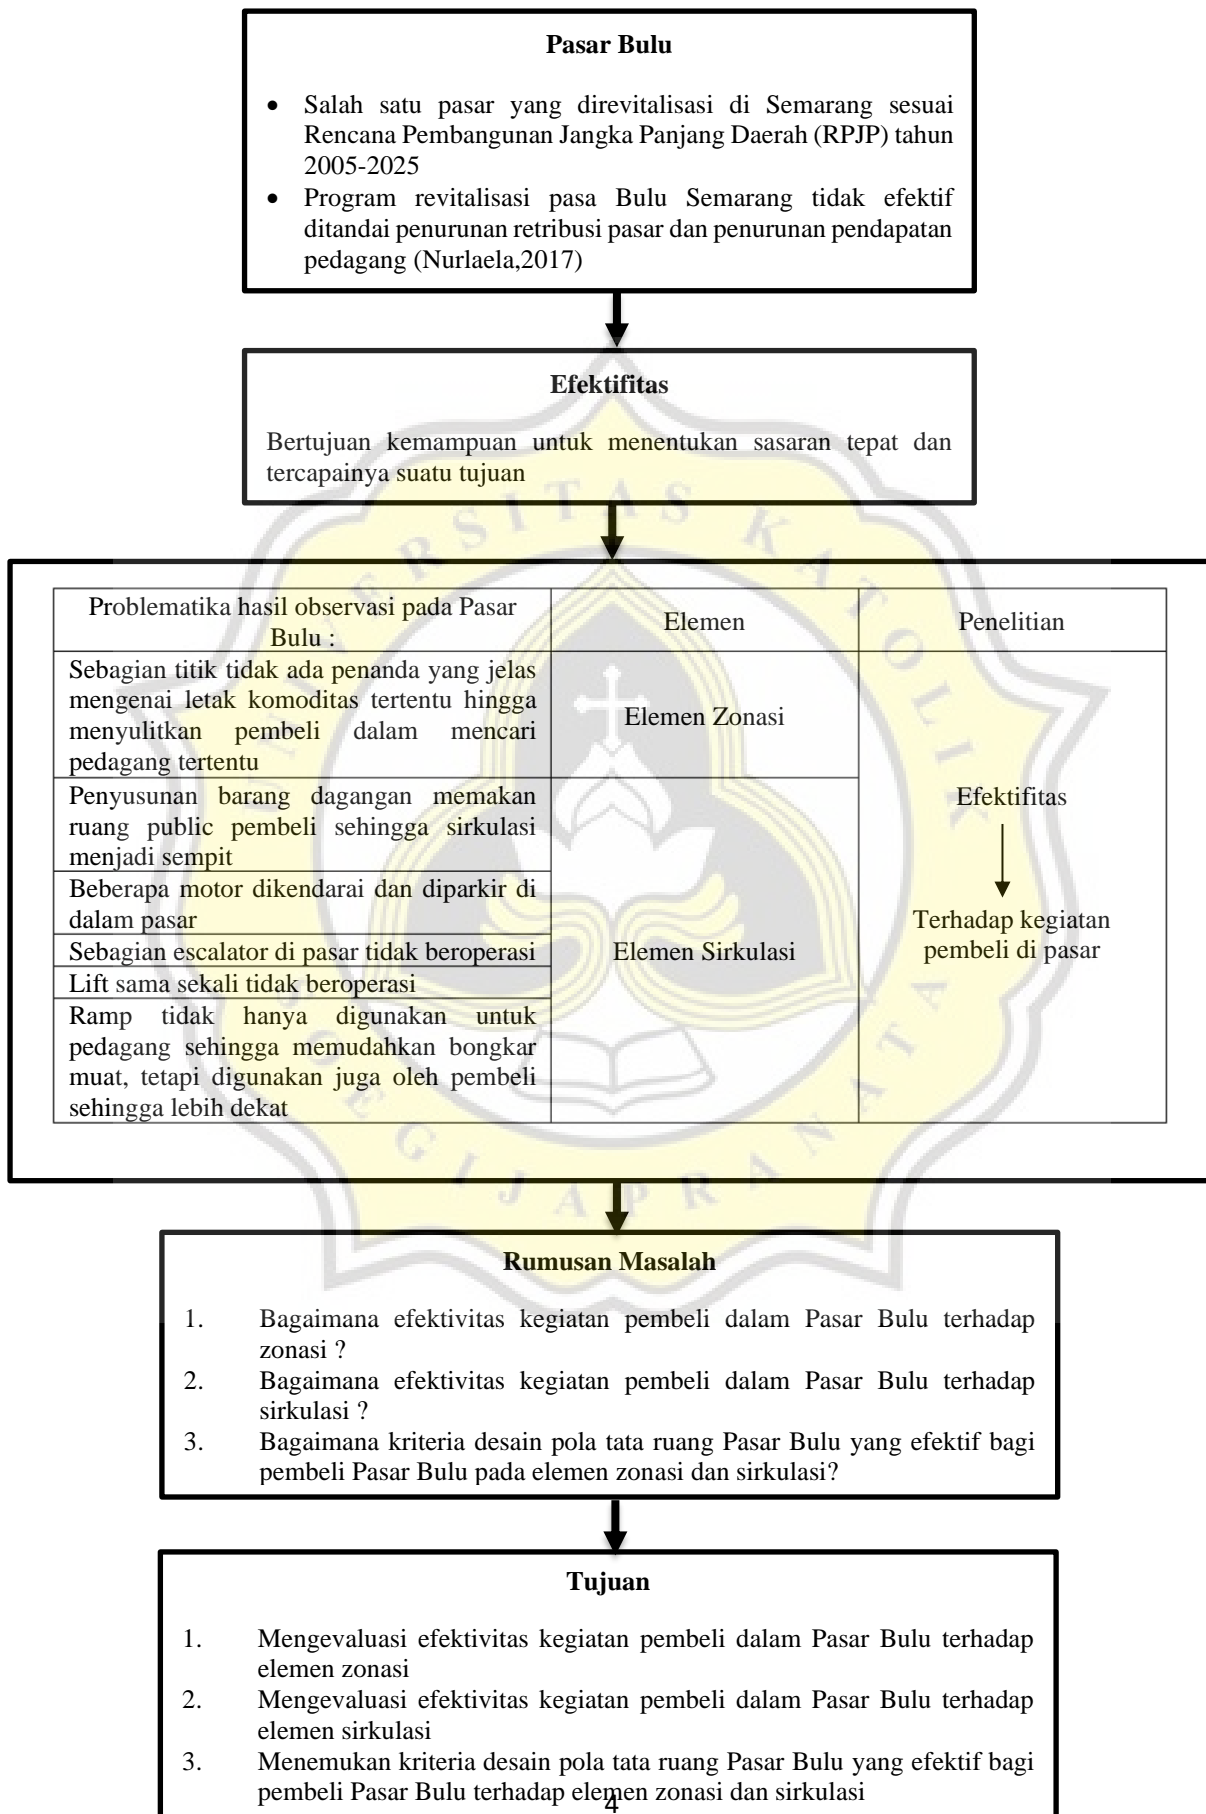 Pasar Bulu
• Salah satu pasar yang direvitalisasi di Semarang sesuai
Rencana Pembangunan Jangka Panjang Daerah (RPJP) tahun
2005-2025
• Program revitalisasi pasa Bulu Semarang tidak efektif
ditandai penurunan retribusi pasar dan penurunan pendapatan
pedagang (Nurlaela,2017)
Efektifitas
Bertujuan kemampuan untuk menentukan sasaran tepat dan
tercapainya suatu tujuan
Problematika hasil observasi pada Pasar
Bulu :
Elemen
Penelitian
Sebagian titik tidak ada penanda yang jelas
mengenai letak komoditas tertentu hingga
menyulitkan pembeli dalam mencari
pedagang tertentu
Elemen Zonasi
Penyusunan barang dagangan memakan
ruang public pembeli sehingga sirkulasi
menjadi sempit
Beberapa motor dikendarai dan diparkir di
dalam pasar
Sebagian escalator di pasar tidak beroperasi
Lift sama sekali tidak beroperasi
Ramp tidak hanya digunakan untuk
pedagang sehingga memudahkan bongkar
muat, tetapi digunakan juga oleh pembeli
sehingga lebih dekat
Elemen Sirkulasi
Efektifitas
Terhadap kegiatan
pembeli di pasar
Rumusan Masalah
1. Bagaimana efektivitas kegiatan pembeli dalam Pasar Bulu terhadap
zonasi ?
2. Bagaimana efektivitas kegiatan pembeli dalam Pasar Bulu terhadap
sirkulasi ?
3. Bagaimana kriteria desain pola tata ruang Pasar Bulu yang efektif bagi
pembeli Pasar Bulu pada elemen zonasi dan sirkulasi?
Tujuan
1. Mengevaluasi efektivitas kegiatan pembeli dalam Pasar Bulu terhadap
elemen zonasi
2. Mengevaluasi efektivitas kegiatan pembeli dalam Pasar Bulu terhadap
elemen sirkulasi
3. Menemukan kriteria desain pola tata ruang Pasar Bulu yang efektif bagi
pembeli Pasar Bulu terhadap elemen zonasi dan sirkulasi
4
UNIVERSITAS KATOLIK
SOEGIJAPRANATA